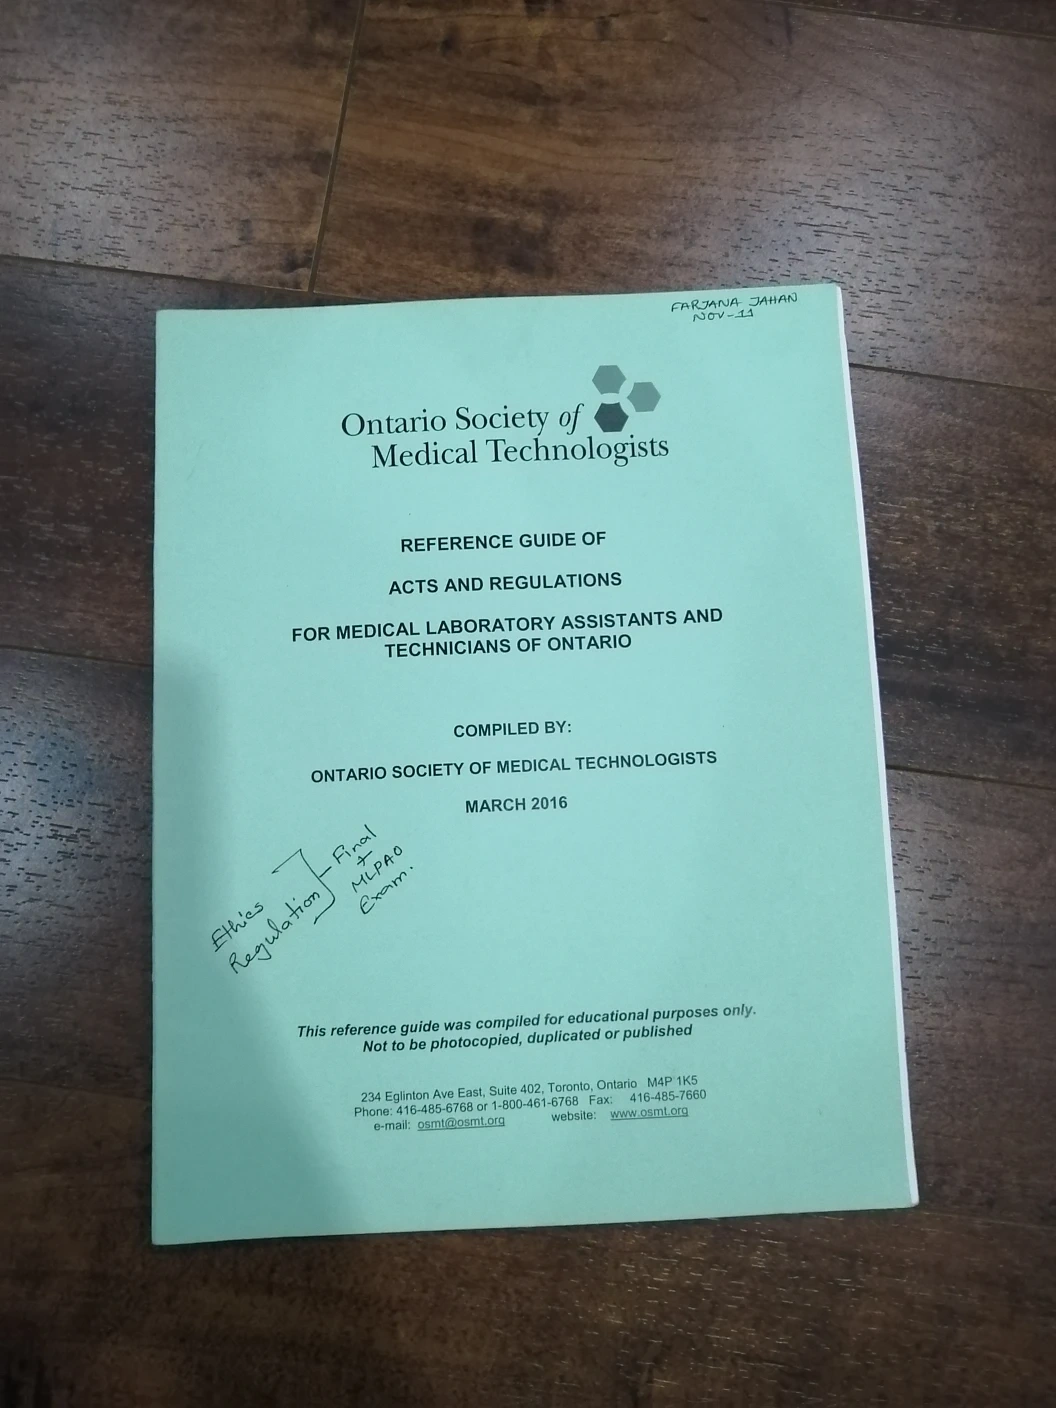 FARJANA JAHAN
NOV-11
Ontario Society of
Medical Technologists
REFERENCE GUIDE OF
ACTS AND REGULATIONS
FOR MEDICAL LABORATORY ASSISTANTS AND
TECHNICIANS OF ONTARIO
COMPILED BY:
ONTARIO SOCIETY OF MEDICAL TECHNOLOGISTS
MARCH 2016
Ethics
Regulation
Final
+
MLPAO
Exam.
This reference guide was compiled for educational purposes only.
Not to be photocopied, duplicated or published
234 Eglinton Ave East, Suite 402, Toronto, Ontario M4P 1K5
Phone: 416-485-6768 or 1-800-461-6768 Fax: 416-485-7660
e-mail: osmt@osmt.org website: www.osmt.org